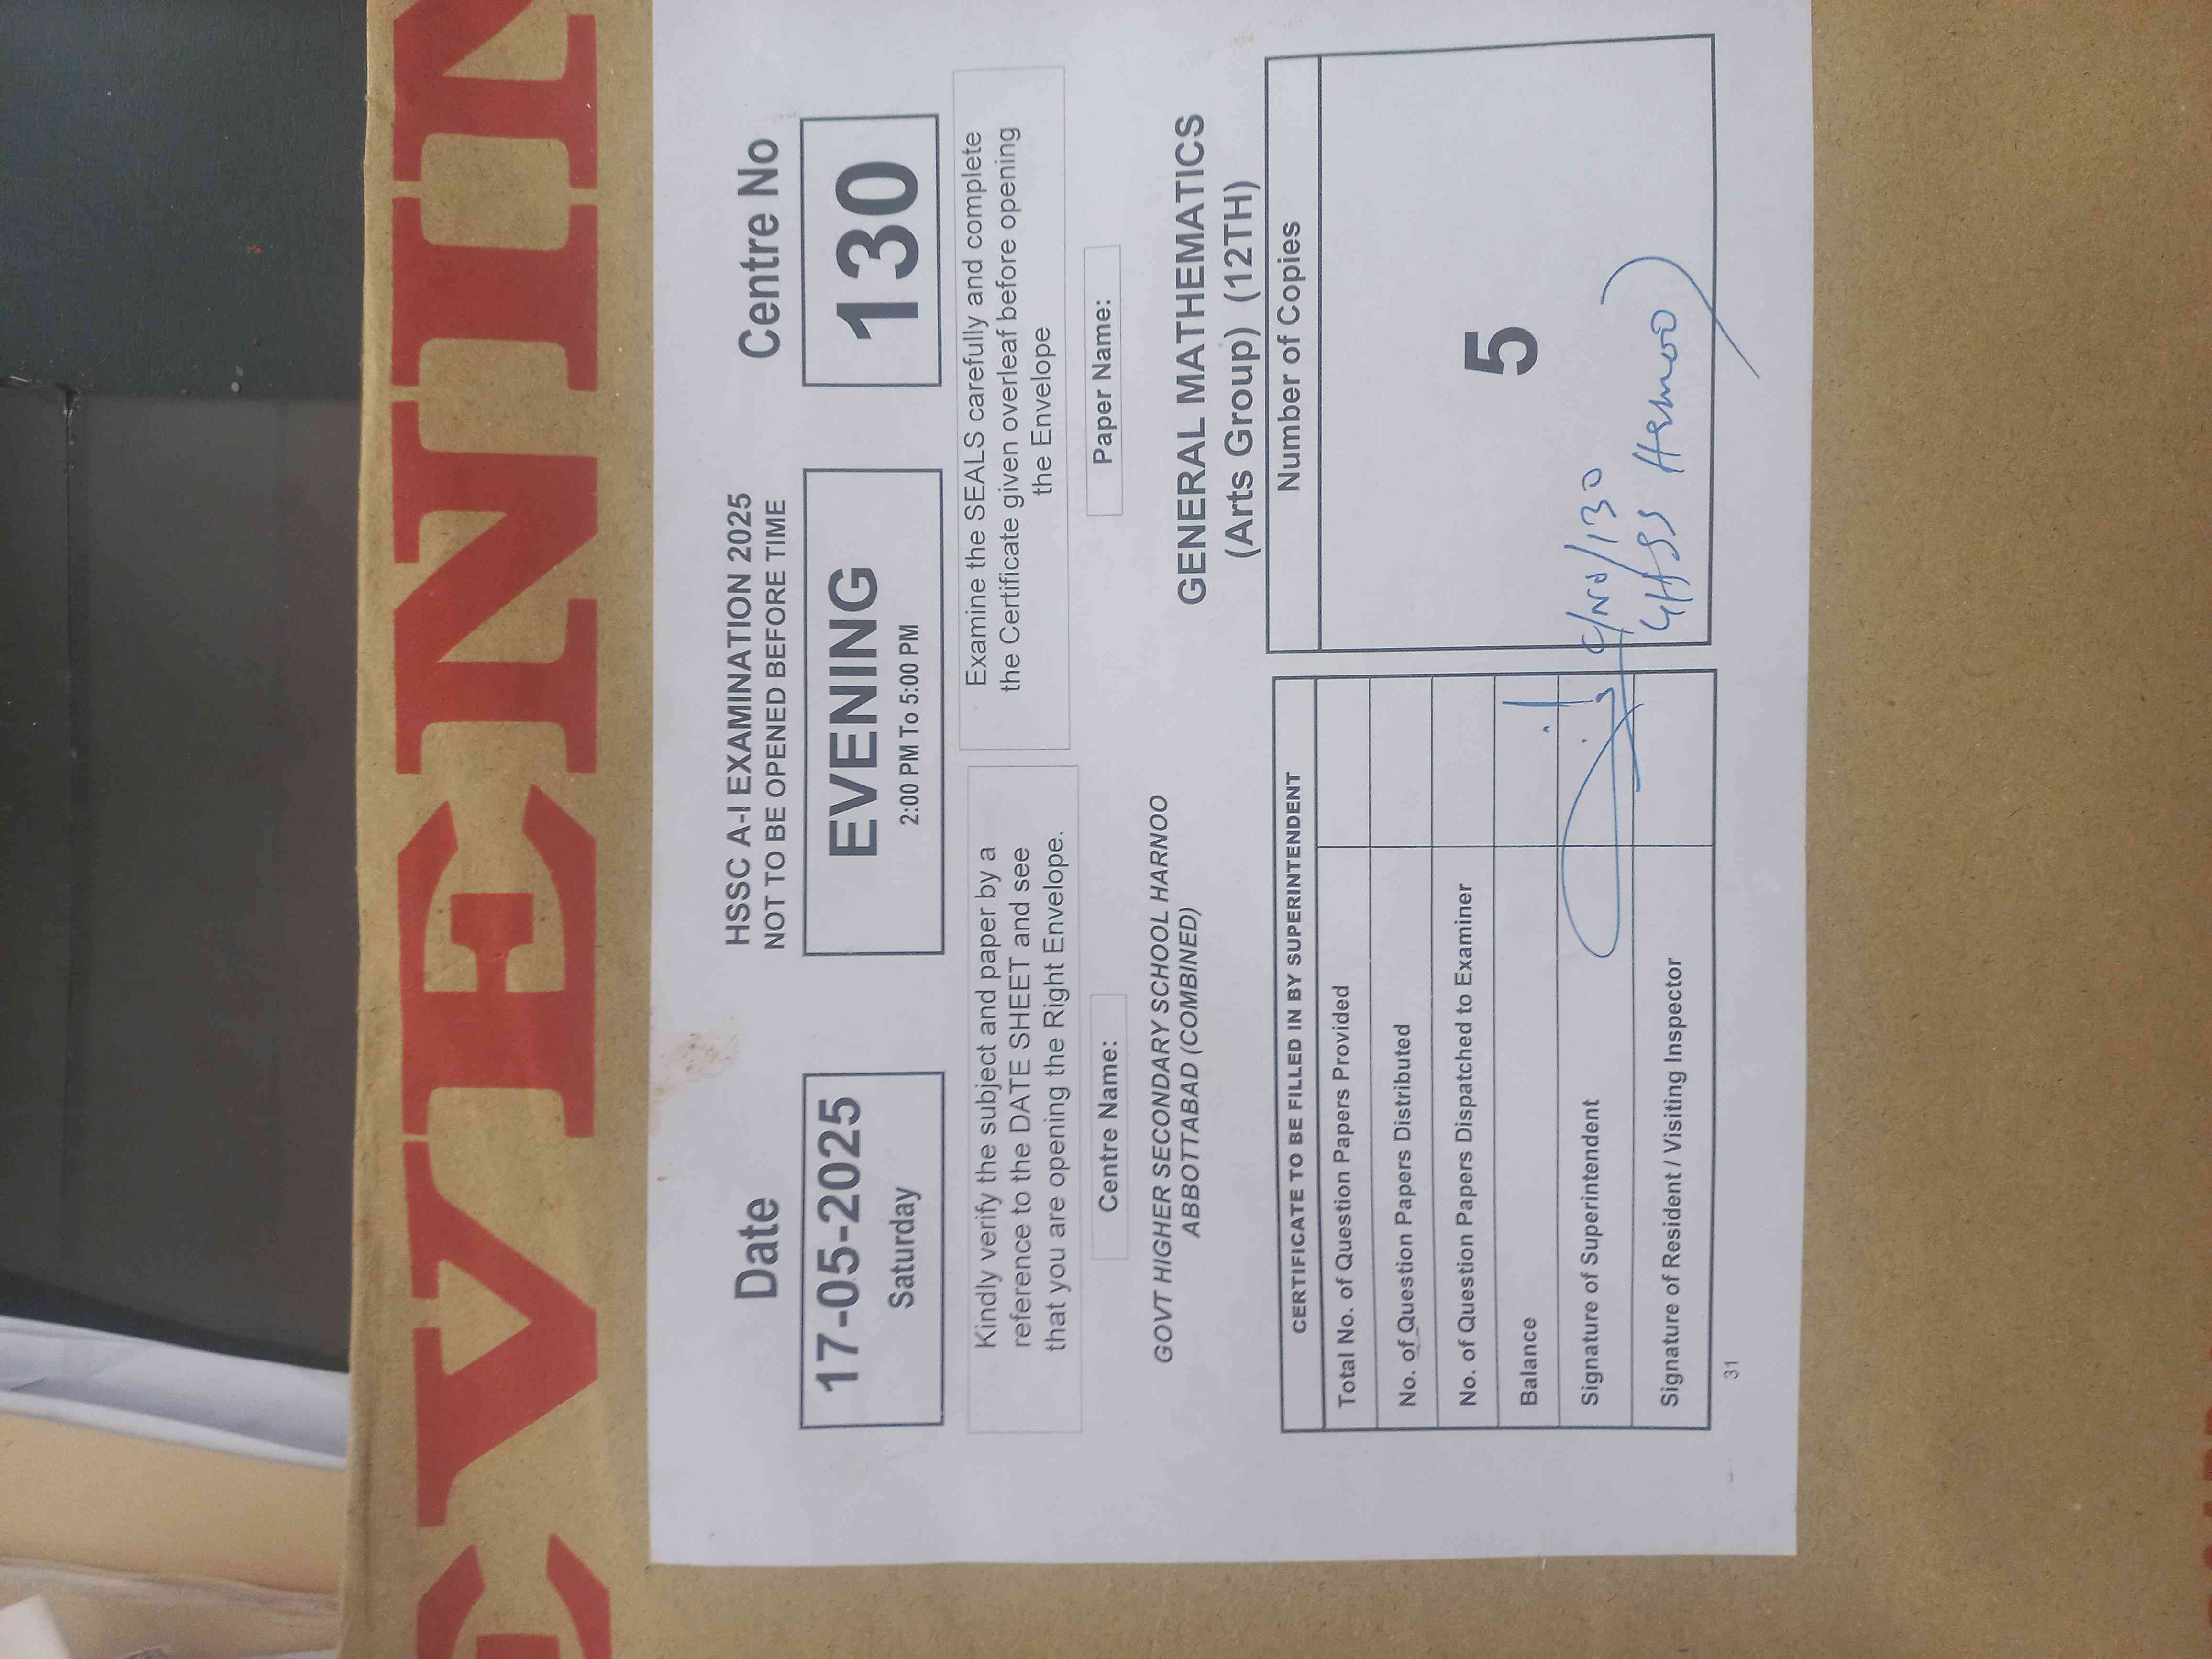 EVENIN
HSSC A-I EXAMINATION 2025
NOT TO BE OPENED BEFORE TIME
Date
17-05-2025
Saturday
EVENING
2:00 PM To 5:00 PM
Centre No
130
Kindly verify the subject and paper by a
reference to the DATE SHEET and see
that you are opening the Right Envelope.
Examine the SEALS carefully and complete
the Certificate given overleaf before opening
the Envelope
Centre Name:
GOVT HIGHER SECONDARY SCHOOL HARNOO
ABBOTTABAD (COMBINED)
Paper Name:
GENERAL MATHEMATICS
(Arts Group) (12TH)
CERTIFICATE TO BE FILLED IN BY SUPERINTENDENT
Total No. of Question Papers Provided
No. of Question Papers Distributed
No. of Question Papers Dispatched to Examiner
Balance
Signature of Superintendent
Signature of Resident / Visiting Inspector
Number of Copies
5
C/No/130
GHSS Harnoo
31